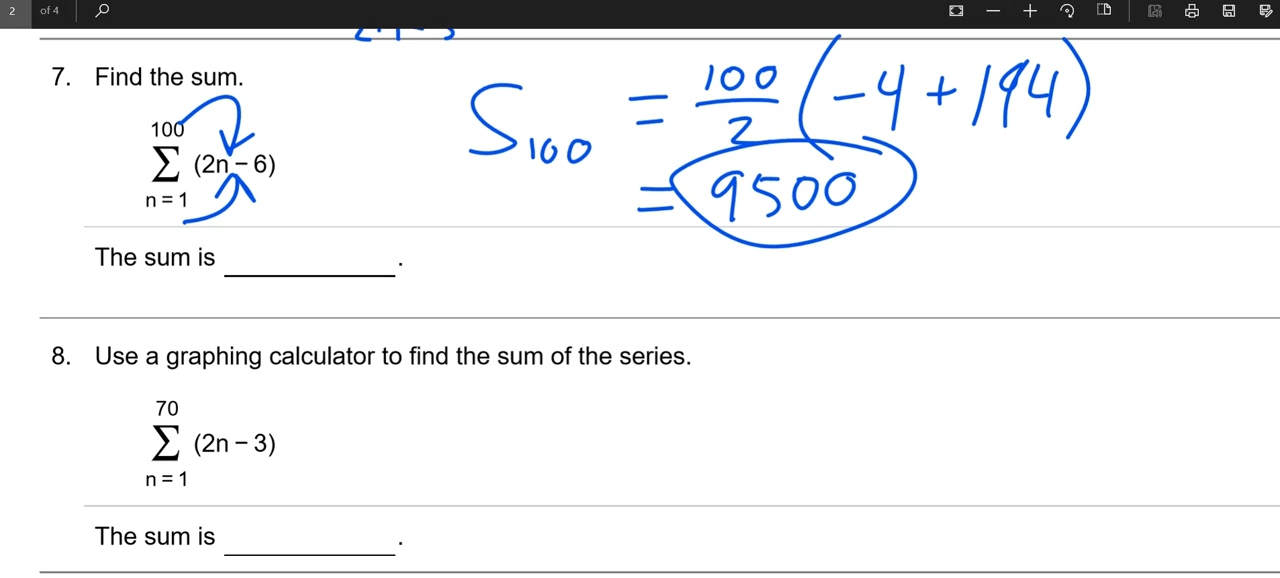 2 of 4
7. Find the sum.
100
Σ (2n − 6)
n = 1
S₁₀₀ = 100/2 (−4 + 194)
= 9500
The sum is ____________.
8. Use a graphing calculator to find the sum of the series.
70
Σ (2n − 3)
n = 1
The sum is ____________.